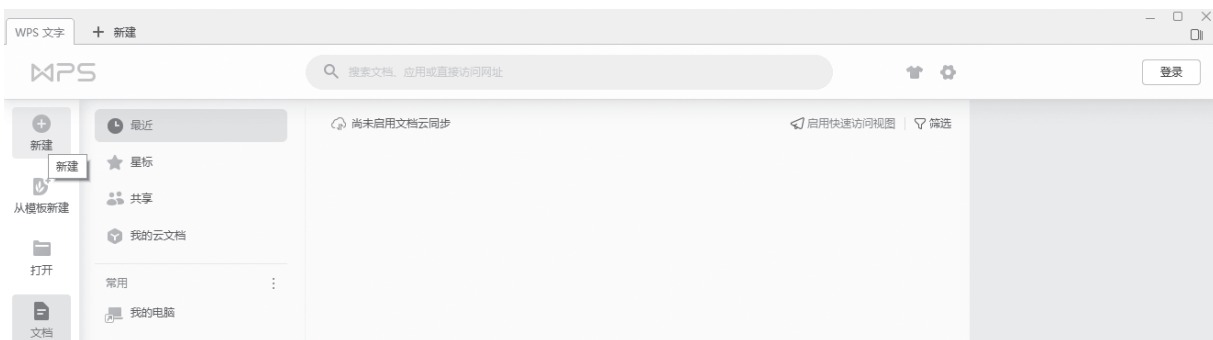 WPS 文字
新建
WPS
搜索文档、应用或直接访问网址
登录
新建
新建
从模板新建
打开
文档
最近
星标
共享
我的云文档
常用
我的电脑
尚未启用文档云同步
启用快速访问视图
筛选